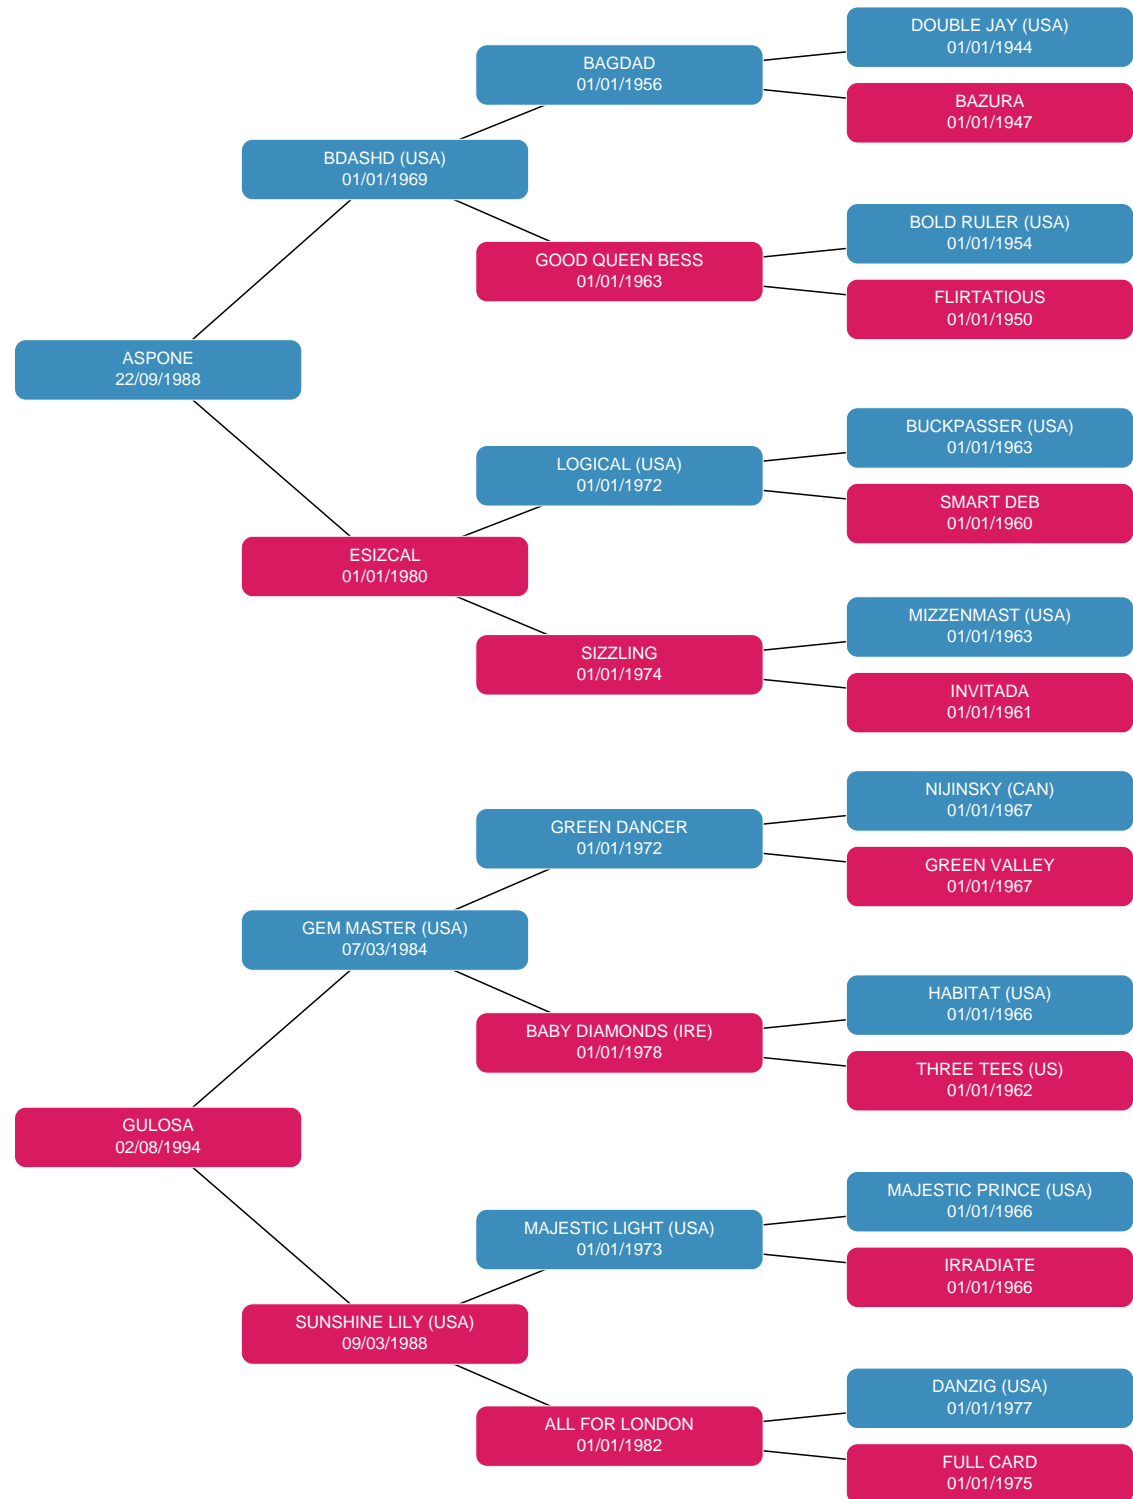 DOUBLE JAY (USA)
01/01/1944
BAGDAD
01/01/1956
BAZURA
01/01/1947
BDASHD (USA)
01/01/1969
BOLD RULER (USA)
01/01/1954
GOOD QUEEN BESS
01/01/1963
FLIRTATIOUS
01/01/1950
ASPONE
22/09/1988
BUCKPASSER (USA)
01/01/1963
LOGICAL (USA)
01/01/1972
SMART DEB
01/01/1960
ESIZCAL
01/01/1980
MIZZENMAST (USA)
01/01/1963
SIZZLING
01/01/1974
INVITADA
01/01/1961
NIJINSKY (CAN)
01/01/1967
GREEN DANCER
01/01/1972
GREEN VALLEY
01/01/1967
GEM MASTER (USA)
07/03/1984
HABITAT (USA)
01/01/1966
BABY DIAMONDS (IRE)
01/01/1978
THREE TEES (US)
01/01/1962
GULOSA
02/08/1994
MAJESTIC PRINCE (USA)
01/01/1966
MAJESTIC LIGHT (USA)
01/01/1973
IRRADIATE
01/01/1966
SUNSHINE LILY (USA)
09/03/1988
DANZIG (USA)
01/01/1977
ALL FOR LONDON
01/01/1982
FULL CARD
01/01/1975